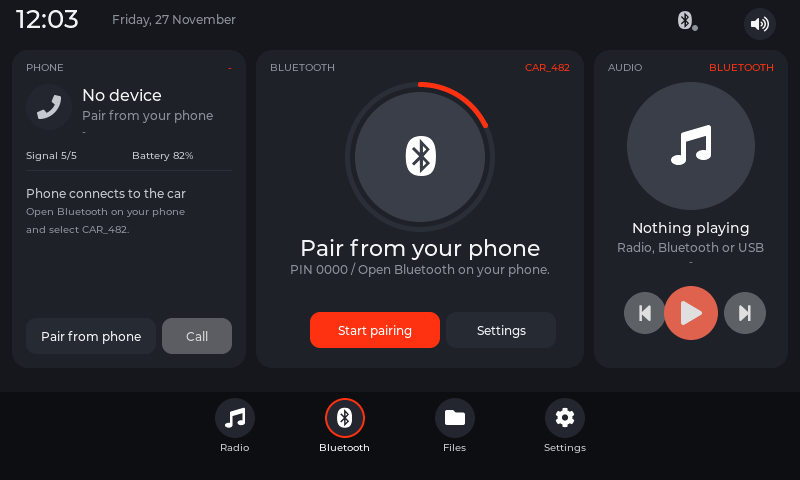 12:03
Friday, 27 November
PHONE
-
No device
Pair from your phone
-
Signal 5/5
Battery 82%
Phone connects to the car
Open Bluetooth on your phone
and select CAR_482.
Pair from phone
Call
BLUETOOTH
CAR_482
Pair from your phone
PIN 0000 / Open Bluetooth on your phone.
Start pairing
Settings
AUDIO
BLUETOOTH
Nothing playing
Radio, Bluetooth or USB
-
Radio
Bluetooth
Files
Settings